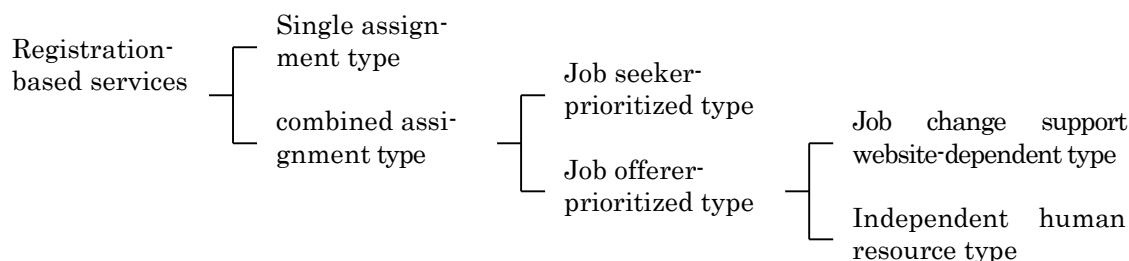 Registration-
based services
Single assign-
ment type
combined assi-
gnment type
Job seeker-
prioritized type
Job offerer-
prioritized type
Job change support
website-dependent type
Independent human
resource type